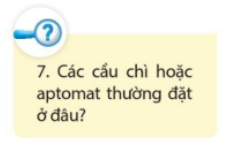 7. Các cầu chì hoặc
aptomat thường đặt
ở đâu?